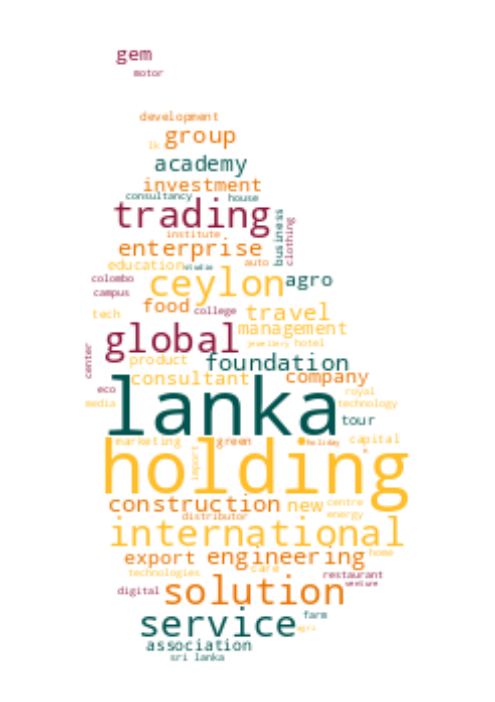 gem
motor
development
group
lk
academy
investment
consultancy house
trading
business
clothing
institute
enterprise
education studio auto
colombo ceylon agro
campus
food college travel
tech
management
global jewellery hotel
center
product foundation
consultant company
eco royal
media lanka technology
tour
marketing green holiday capital
holding
import
construction new centre
distributor energy
international
export engineering home
technologies care
restaurant
digital solution venture
service farm
agri
association
sri lanka